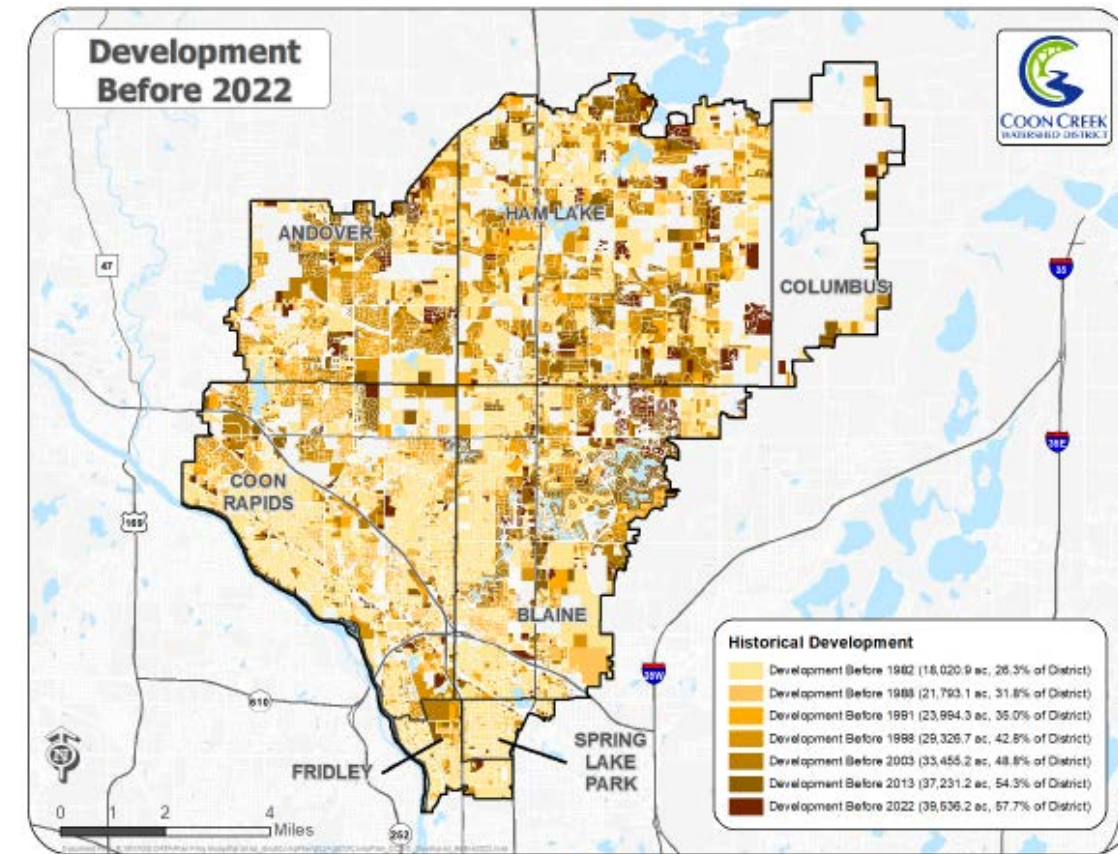 Development
Before 2022
COON CREEK
WATERSHED DISTRICT
ANDOVER
HAM LAKE
COLUMBUS
47
35
35E
COON
RAPIDS
169
BLAINE
35W
610
FRIDLEY
SPRING
LAKE
PARK
252
N
0 1 2 4
Miles
Historical Development
Development Before 1982 (18,020.9 ac, 26.3% of District)
Development Before 1988 (21,793.1 ac, 31.8% of District)
Development Before 1991 (23,994.3 ac, 35.0% of District)
Development Before 1998 (29,326.7 ac, 42.8% of District)
Development Before 2003 (33,455.2 ac, 48.8% of District)
Development Before 2013 (37,231.2 ac, 54.3% of District)
Development Before 2022 (39,536.2 ac, 57.7% of District)